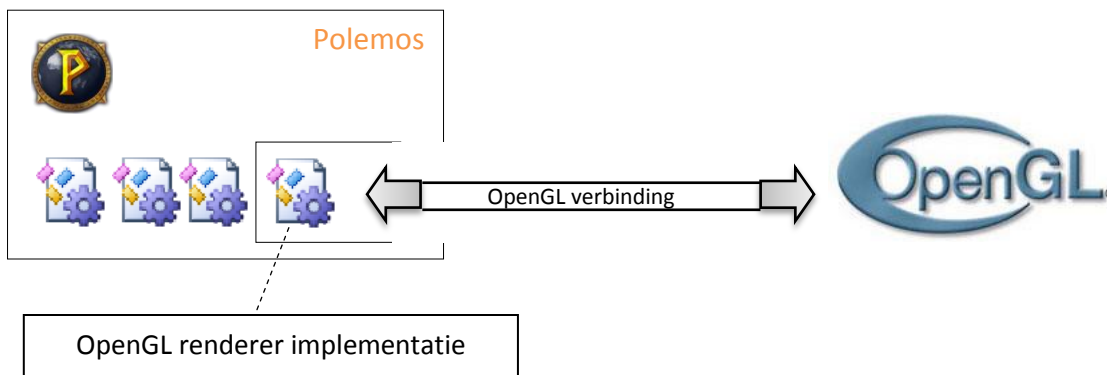 Polemos
P
OpenGL verbinding
OpenGL
OpenGL renderer implementatie